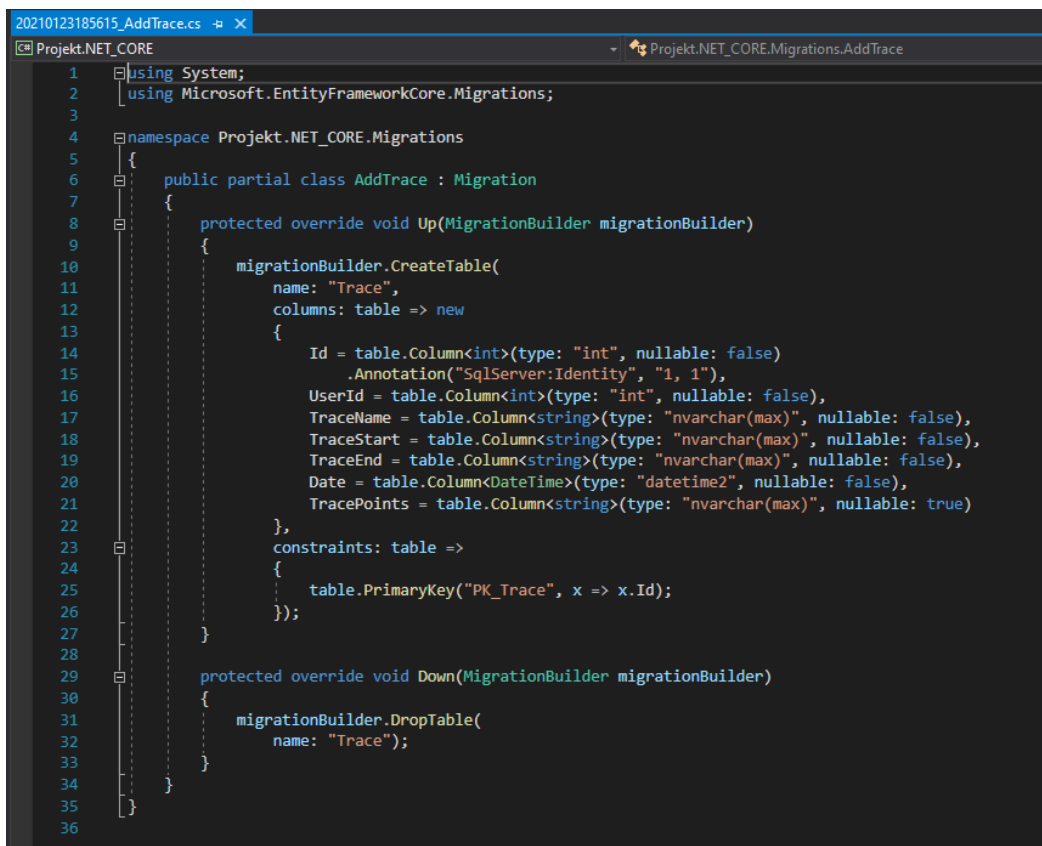 20210123185615_AddTrace.cs
C# Projekt.NET_CORE Projekt.NET_CORE.Migrations.AddTrace
1 using System;
2 using Microsoft.EntityFrameworkCore.Migrations;
3
4 namespace Projekt.NET_CORE.Migrations
5 {
6     public partial class AddTrace : Migration
7     {
8         protected override void Up(MigrationBuilder migrationBuilder)
9         {
10             migrationBuilder.CreateTable(
11                 name: "Trace",
12                 columns: table => new
13                 {
14                     Id = table.Column<int>(type: "int", nullable: false)
15                         .Annotation("SqlServer:Identity", "1, 1"),
16                     UserId = table.Column<int>(type: "int", nullable: false),
17                     TraceName = table.Column<string>(type: "nvarchar(max)", nullable: false),
18                     TraceStart = table.Column<string>(type: "nvarchar(max)", nullable: false),
19                     TraceEnd = table.Column<string>(type: "nvarchar(max)", nullable: false),
20                     Date = table.Column<DateTime>(type: "datetime2", nullable: false),
21                     TracePoints = table.Column<string>(type: "nvarchar(max)", nullable: true)
22                 },
23                 constraints: table =>
24                 {
25                     table.PrimaryKey("PK_Trace", x => x.Id);
26                 });
27         }
28
29         protected override void Down(MigrationBuilder migrationBuilder)
30         {
31             migrationBuilder.DropTable(
32                 name: "Trace");
33         }
34     }
35 }
36